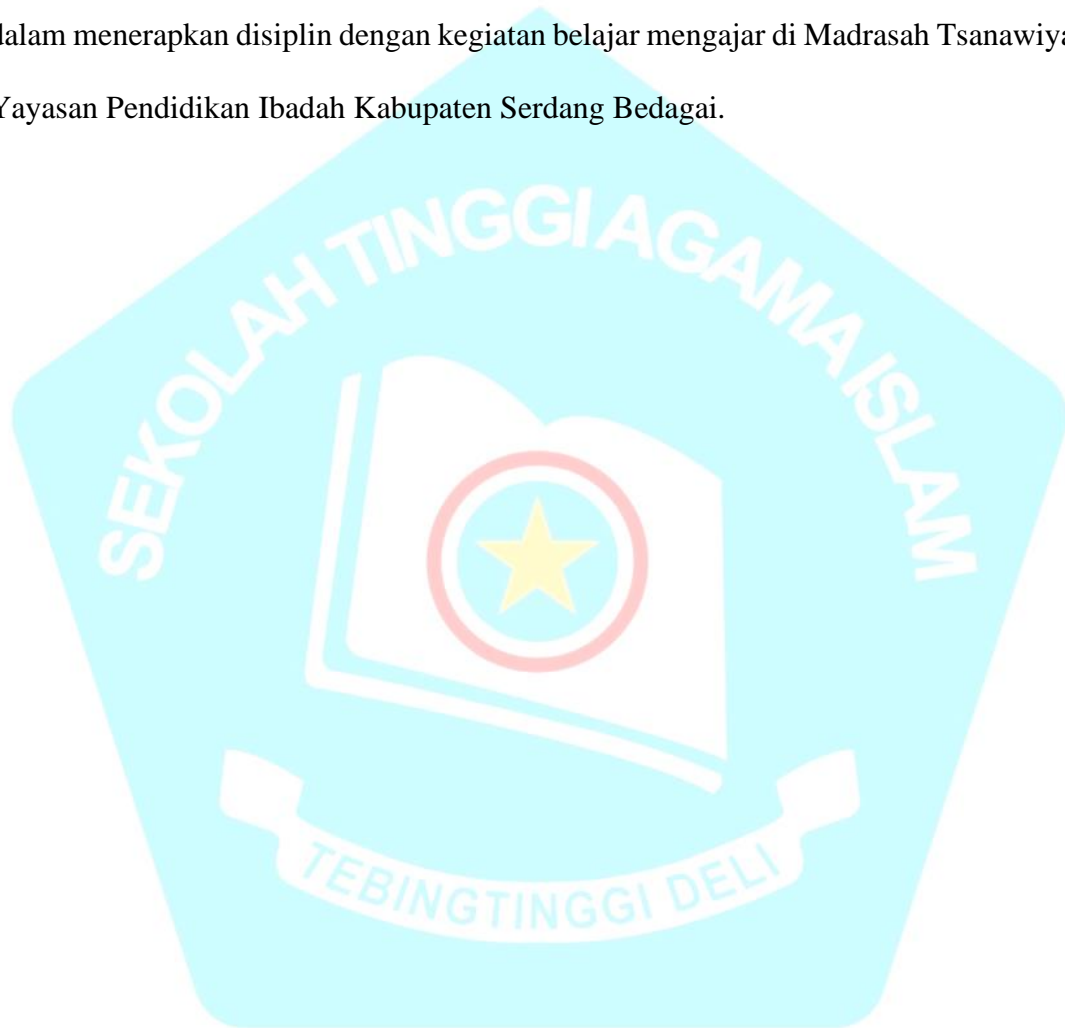 dalam menerapkan disiplin dengan kegiatan belajar mengajar di Madrasah Tsanawiya
Yayasan Pendidikan Ibadah Kabupaten Serdang Bedagai.
SEKOLAH TINGGI AGAMA ISLAM
TEBINGTINGGI DELI